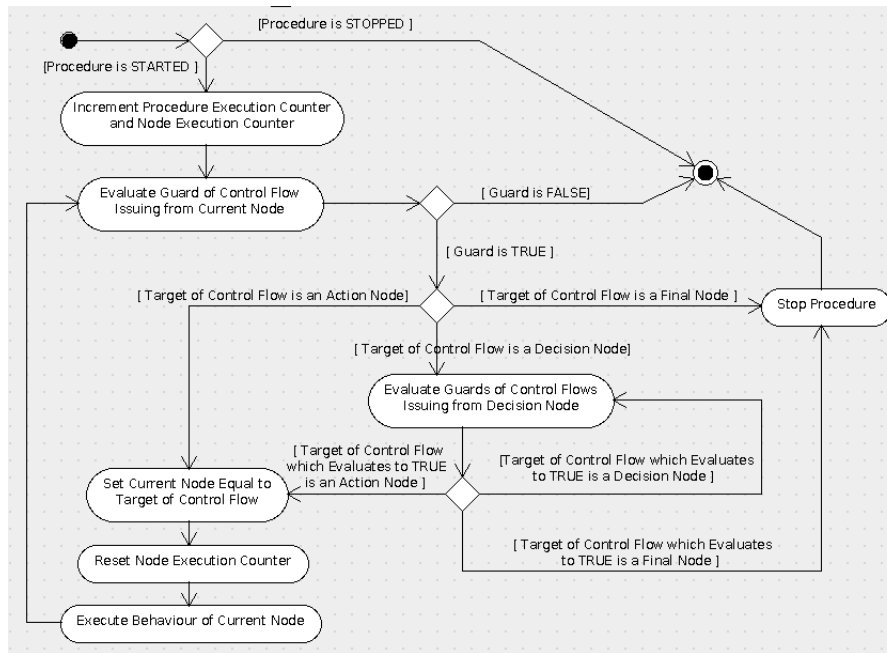 [Procedure is STOPPED ]
[Procedure is STARTED ]
Increment Procedure Execution Counter
and Node Execution Counter
Evaluate Guard of Control Flow
Issuing from Current Node
[ Guard is FALSE]
[ Guard is TRUE ]
[ Target of Control Flow is an Action Node]
[ Target of Control Flow is a Final Node ]
Stop Procedure
[ Target of Control Flow is a Decision Node]
Evaluate Guards of Control Flows
Issuing from Decision Node
[ Target of Control Flow
which Evaluates to TRUE
is an Action Node ]
[Target of Control Flow which Evaluates
to TRUE is a Decision Node ]
Set Current Node Equal to
Target of Control Flow
[ Target of Control Flow which Evaluates
to TRUE is a Final Node ]
Reset Node Execution Counter
Execute Behaviour of Current Node